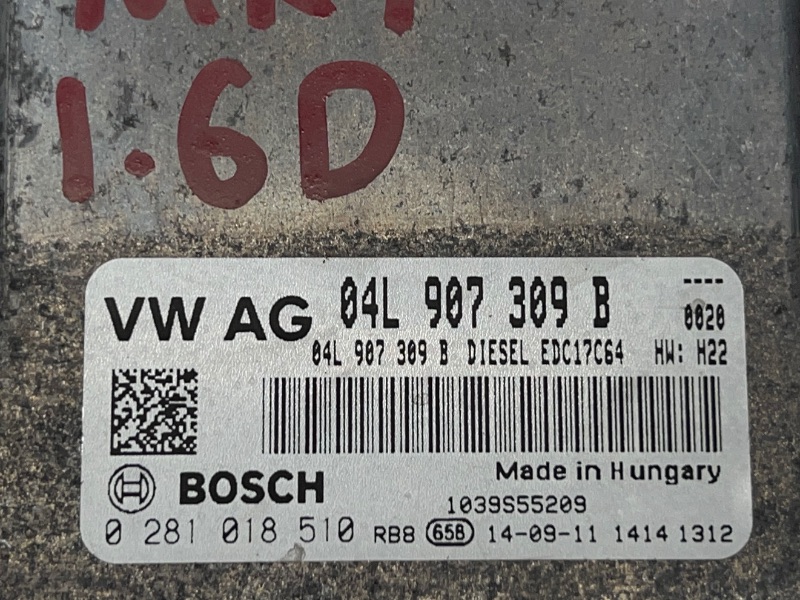 1.6D
VW AG 04L 907 309 B ----
0020
04L 907 309 B DIESEL EDC17C64 HW: H22
Made in Hungary
BOSCH
1039S55209
0 281 018 510 RB8 65B 14-09-11 1414 1312